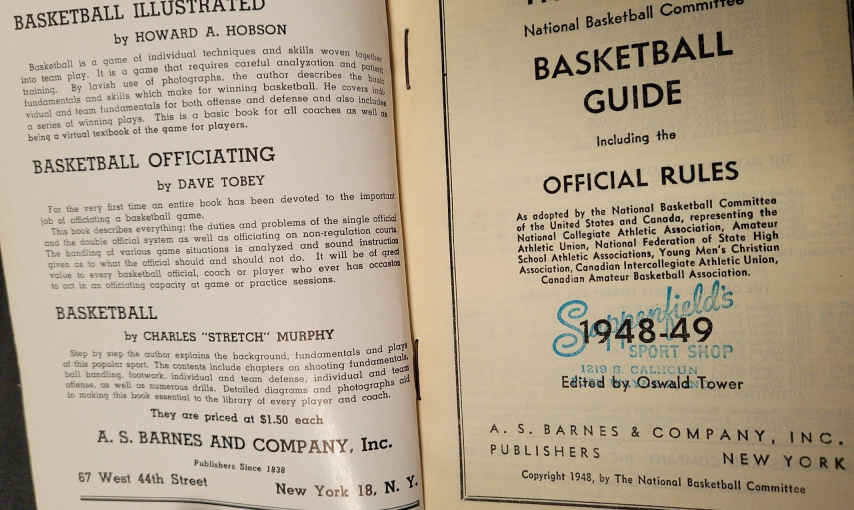 BASKETBALL ILLUSTRATED
by HOWARD A. HOBSON
Basketball is a game of individual techniques and skills woven together
into team play. It is a game that requires careful analyzation and patient
training. By lavish use of photographs, the author describes the basic
fundamentals and skills which make for winning basketball. He covers indi-
vidual and team fundamentals for both offense and defense and also includes
a series of winning plays. This is a basic book for all coaches as well as
being a virtual textbook of the game for players.
BASKETBALL OFFICIATING
by DAVE TOBEY
For the very first time an entire book has been devoted to the important
job of officiating a basketball game.
This book describes everything; the duties and problems of the single official
and the double official system as well as officiating on non-regulation courts.
The handling of various game situations is analyzed and sound instruction
given as to what the official should and should not do. It will be of great
value to every basketball official, coach or player who ever has occasion
to act in an officiating capacity at game or practice sessions.
BASKETBALL
by CHARLES "STRETCH" MURPHY
Step by step the author explains the background, fundamentals and plays
of this popular sport. The contents include chapters on shooting fundamentals,
ball handling, footwork, individual and team defense, individual and team
offense, as well as numerous drills. Detailed diagrams and photographs aid
in making this book essential to the library of every player and coach.
They are priced at $1.50 each
A. S. BARNES AND COMPANY, Inc.
Publishers Since 1838
67 West 44th Street New York 18, N. Y.
National Basketball Committee
BASKETBALL
GUIDE
Including the
OFFICIAL RULES
As adopted by the National Basketball Committee
of the United States and Canada, representing the
National Collegiate Athletic Association, Amateur
Athletic Union, National Federation of State High
School Athletic Associations, Young Men's Christian
Association, Canadian Intercollegiate Athletic Union,
Canadian Amateur Basketball Association.
Sappenfield's
1948-49
SPORT SHOP
1219 S. CALHOUN
Edited by Oswald Tower
A. S. BARNES & COMPANY, INC.
PUBLISHERS NEW YORK
Copyright 1948, by The National Basketball Committee